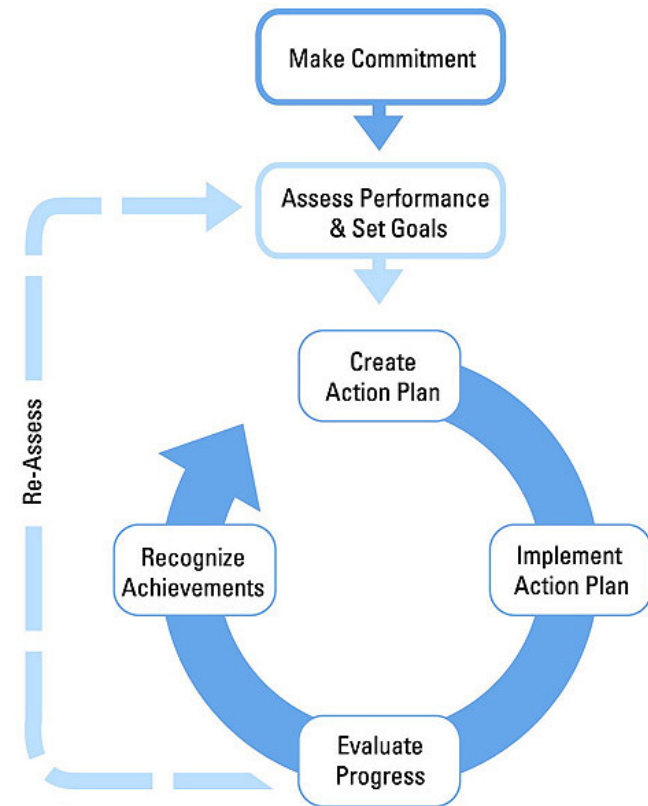 Make Commitment
Assess Performance
& Set Goals
Create
Action Plan
Re-Assess
Recognize
Achievements
Implement
Action Plan
Evaluate
Progress